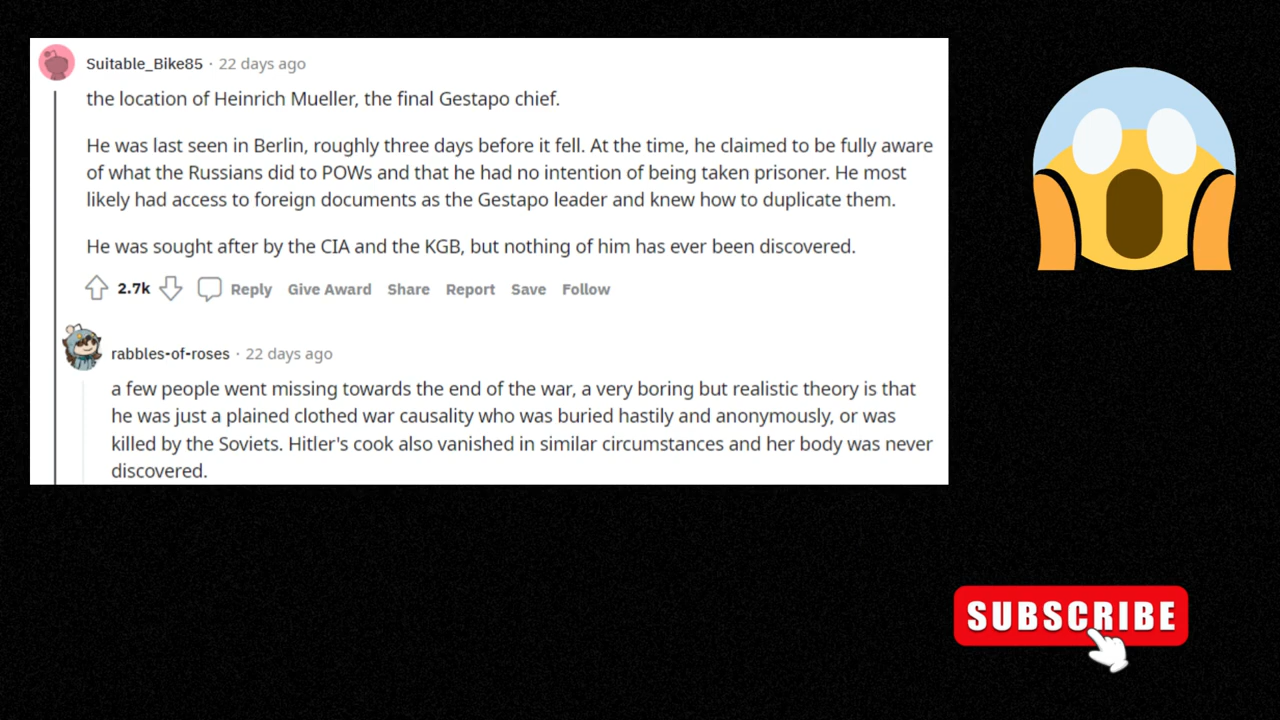 Suitable_Bike85 · 22 days ago
the location of Heinrich Mueller, the final Gestapo chief.
He was last seen in Berlin, roughly three days before it fell. At the time, he claimed to be fully aware
of what the Russians did to POWs and that he had no intention of being taken prisoner. He most
likely had access to foreign documents as the Gestapo leader and knew how to duplicate them.
He was sought after by the CIA and the KGB, but nothing of him has ever been discovered.
2.7k Reply Give Award Share Report Save Follow
rabbles-of-roses · 22 days ago
a few people went missing towards the end of the war, a very boring but realistic theory is that
he was just a plained clothed war causality who was buried hastily and anonymously, or was
killed by the Soviets. Hitler's cook also vanished in similar circumstances and her body was never
discovered.
SUBSCRIBE